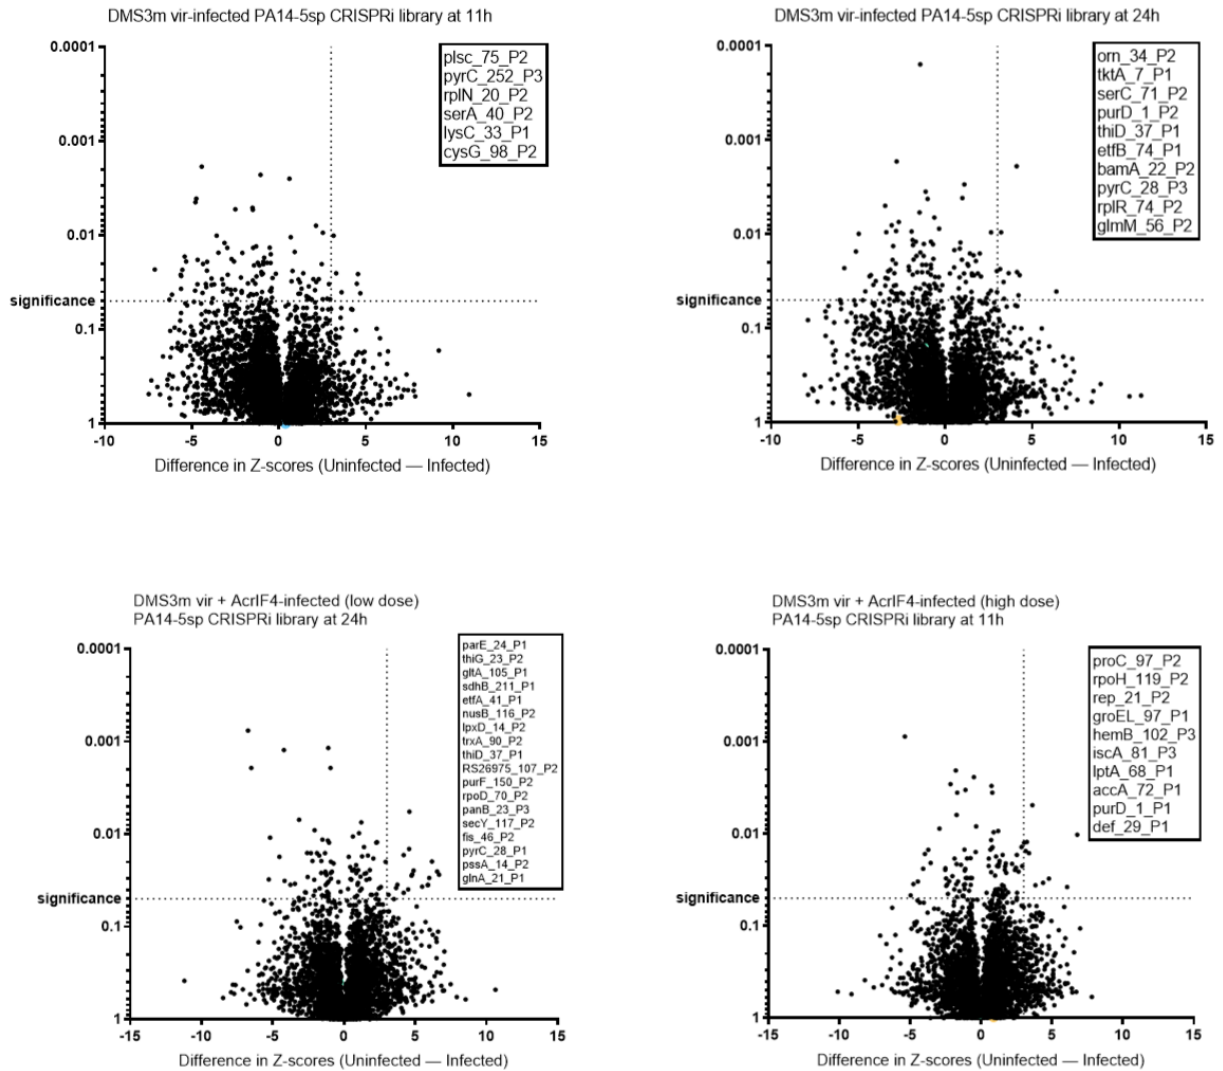 DMS3m vir-infected PA14-5sp CRISPRi library at 11h
0.0001
0.001
0.01
significance
0.1
1
-10
-5
0
5
10
15
Difference in Z-scores (Uninfected — Infected)
plsc_75_P2
pyrC_252_P3
rplN_20_P2
serA_40_P2
lysC_33_P1
cysG_98_P2
DMS3m vir-infected PA14-5sp CRISPRi library at 24h
0.0001
0.001
0.01
significance
0.1
1
-10
-5
0
5
10
15
Difference in Z-scores (Uninfected — Infected)
orn_34_P2
tktA_7_P1
serC_71_P2
purD_1_P2
thiD_37_P1
etfB_74_P1
bamA_22_P2
pyrC_28_P3
rplR_74_P2
glmM_56_P2
DMS3m vir + AcrIF4-infected (low dose)
PA14-5sp CRISPRi library at 24h
0.0001
0.001
0.01
significance
0.1
1
-15
-10
-5
0
5
10
15
Difference in Z-scores (Uninfected — Infected)
parE_24_P1
thiG_23_P2
gltA_105_P1
sdhB_211_P1
etfA_41_P1
nusB_116_P2
lpxD_14_P2
trxA_90_P2
thiD_37_P1
RS26975_107_P2
purF_150_P2
rpoD_70_P2
panB_23_P3
secY_117_P2
fis_46_P2
pyrC_28_P1
pssA_14_P2
glnA_21_P1
DMS3m vir + AcrIF4-infected (high dose)
PA14-5sp CRISPRi library at 11h
0.0001
0.001
0.01
significance
0.1
1
-15
-10
-5
0
5
10
15
Difference in Z-scores (Uninfected — Infected)
proC_97_P2
rpoH_119_P2
rep_21_P2
groEL_97_P1
hemB_102_P3
iscA_81_P3
lptA_68_P1
accA_72_P1
purD_1_P1
def_29_P1